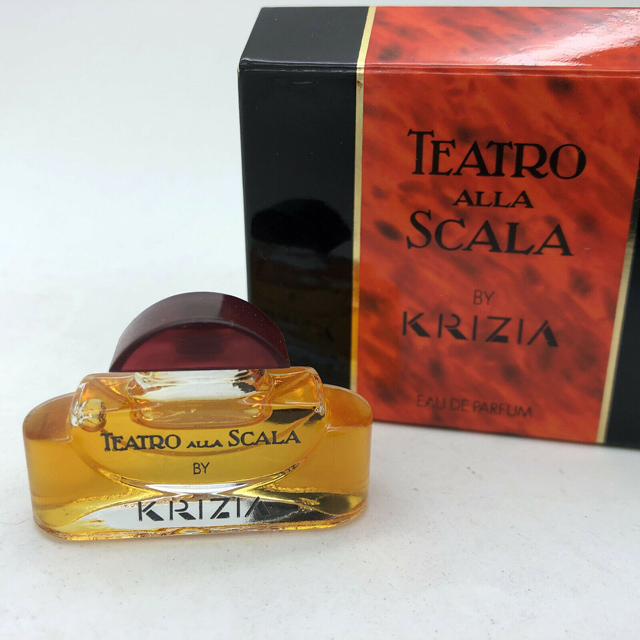 TEATRO
ALLA
SCALA
BY
KRIZIA
EAU DE PARFUM
TEATRO ALLA SCALA
BY
KRIZIA